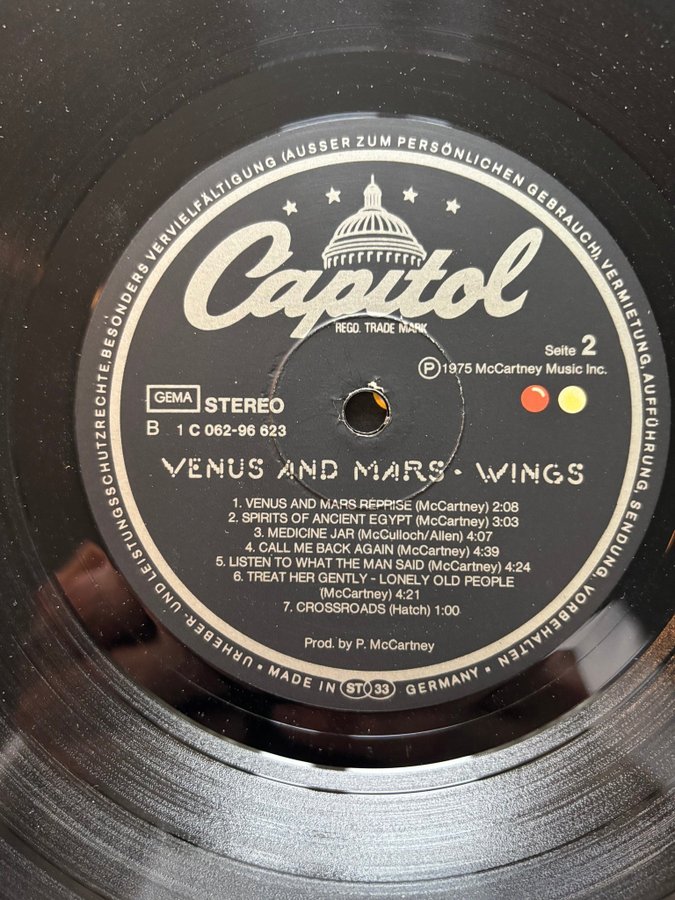 URHEBER- UND LEISTUNGSSCHUTZRECHTE, BESONDERS VERVIELFÄLTIGUNG (AUSSER ZUM PERSÖNLICHEN GEBRAUCH), VERMIETUNG, AUFFÜHRUNG, SENDUNG, VORBEHALTEN •
Capitol
REGD. TRADE MARK
Seite 2
Ⓟ 1975 McCartney Music Inc.
GEMA STEREO
B 1 C 062-96 623
VENUS AND MARS • WINGS
1. VENUS AND MARS REPRISE (McCartney) 2:08
2. SPIRITS OF ANCIENT EGYPT (McCartney) 3:03
3. MEDICINE JAR (McCulloch/Allen) 4:07
4. CALL ME BACK AGAIN (McCartney) 4:39
5. LISTEN TO WHAT THE MAN SAID (McCartney) 4:24
6. TREAT HER GENTLY - LONELY OLD PEOPLE
(McCartney) 4:21
7. CROSSROADS (Hatch) 1:00
Prod. by P. McCartney
• MADE IN ST 33 GERMANY •